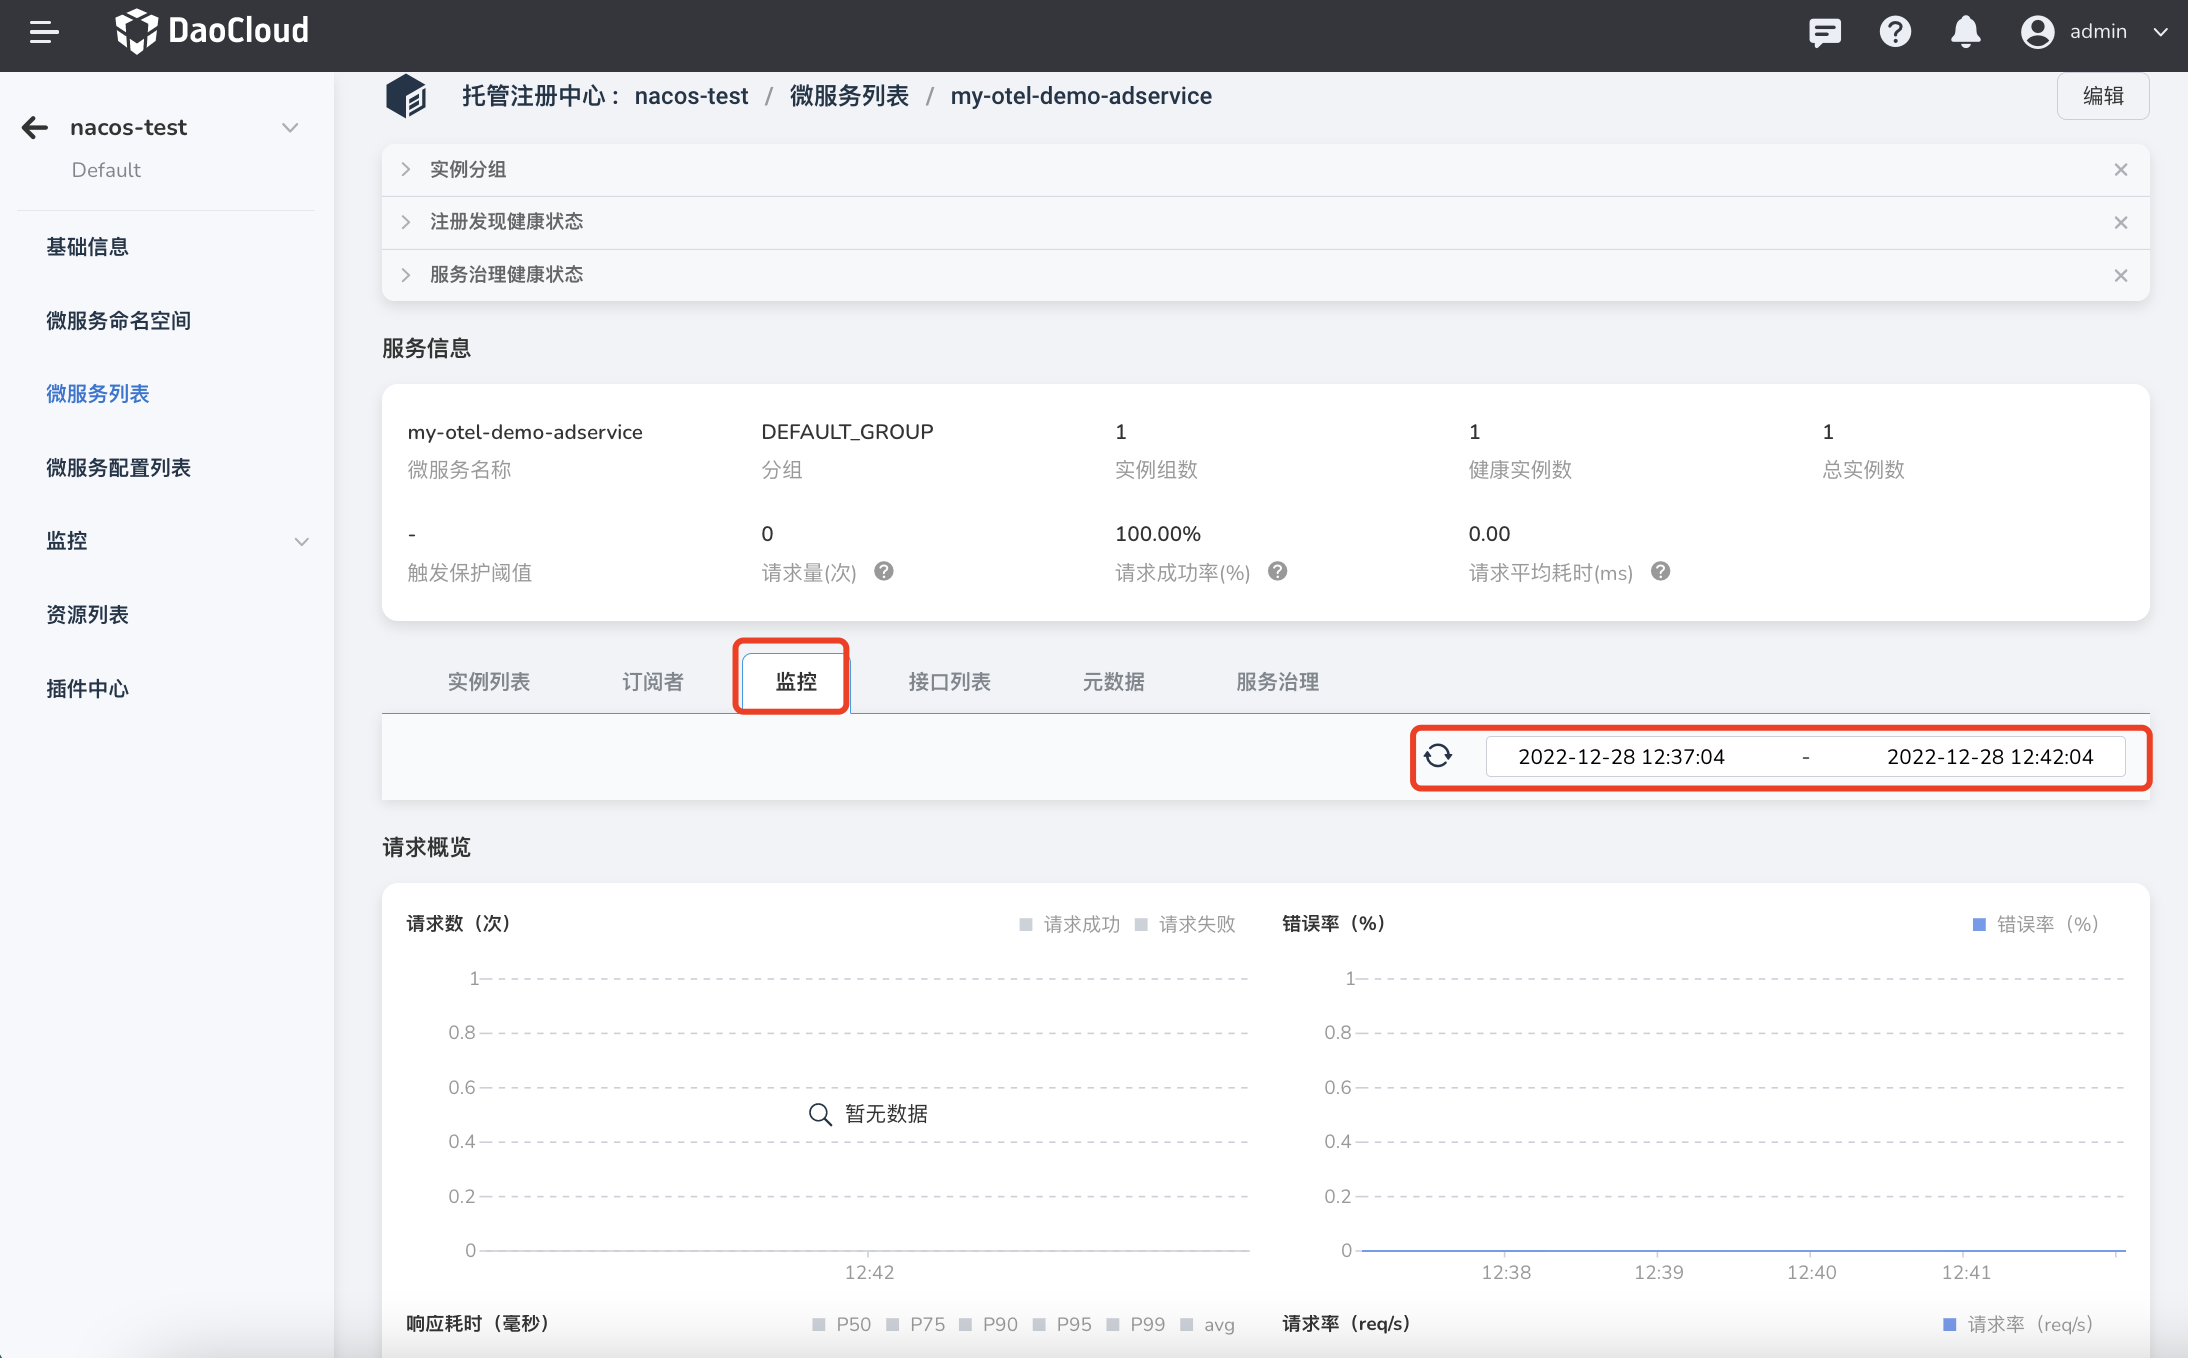 DaoCloud
admin
nacos-test
Default
基础信息
微服务命名空间
微服务列表
微服务配置列表
监控
资源列表
插件中心
托管注册中心： nacos-test / 微服务列表 / my-otel-demo-adservice
编辑
实例分组
注册发现健康状态
服务治理健康状态
服务信息
my-otel-demo-adservice
微服务名称
DEFAULT_GROUP
分组
1
实例组数
1
健康实例数
1
总实例数
-
触发保护阈值
0
请求量(次)
100.00%
请求成功率(%)
0.00
请求平均耗时(ms)
实例列表 订阅者 监控 接口列表 元数据 服务治理
2022-12-28 12:37:04 - 2022-12-28 12:42:04
请求概览
请求数（次）
请求成功 请求失败
1
0.8
0.6
0.4
0.2
0
暂无数据
12:42
错误率（%）
错误率（%）
1
0.8
0.6
0.4
0.2
0
12:38 12:39 12:40 12:41
响应耗时（毫秒）
P50 P75 P90 P95 P99 avg
请求率（req/s）
请求率（req/s）